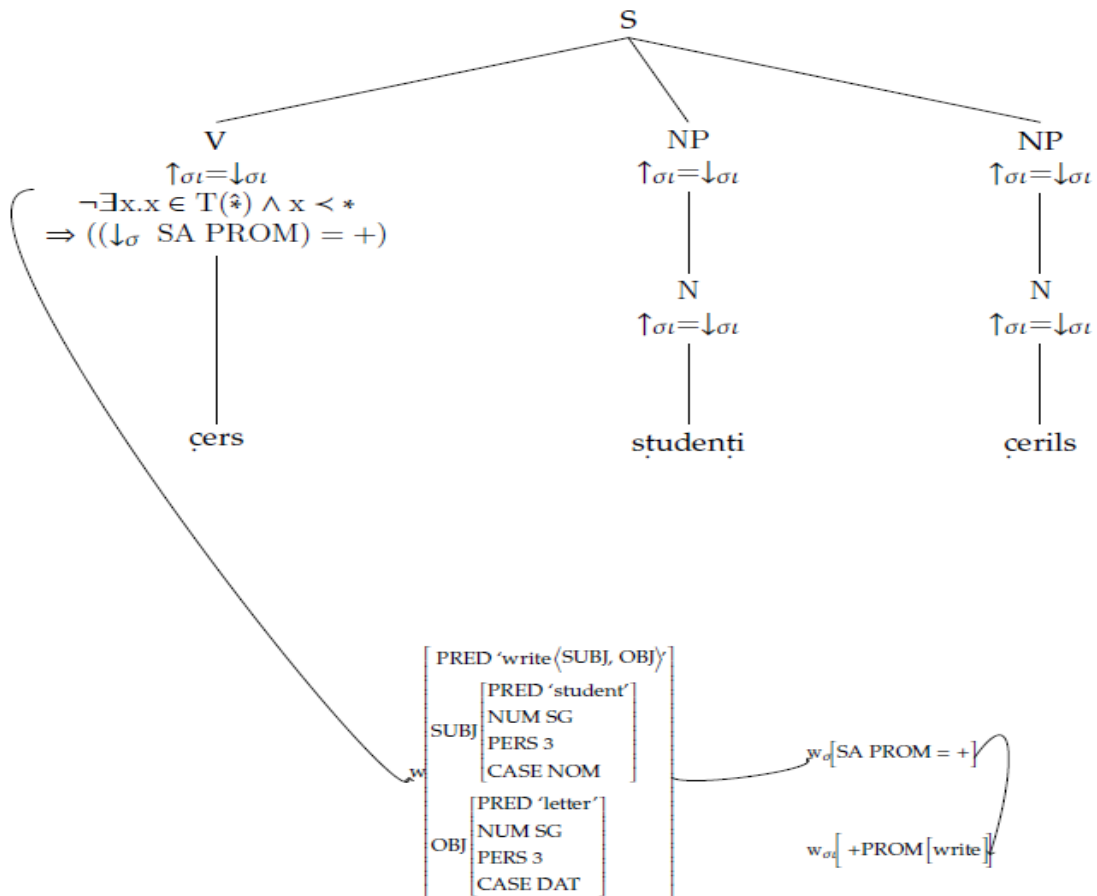 S
V NP NP
↑σι=↓σι ↑σι=↓σι ↑σι=↓σι
¬∃x.x ∈ T(*̂) ∧ x ≺ *
⇒ ((↓σ SA PROM) = +)
N N
↑σι=↓σι ↑σι=↓σι
c̣ers ṣtudenṭi c̣erils
PRED ‘write⟨SUBJ, OBJ⟩’
PRED ‘student’
NUM SG
SUBJ
PERS 3
CASE NOM
w
wσ[SA PROM = +]
PRED ‘letter’
NUM SG
OBJ
PERS 3
CASE DAT
wσι[ +PROM[write]]